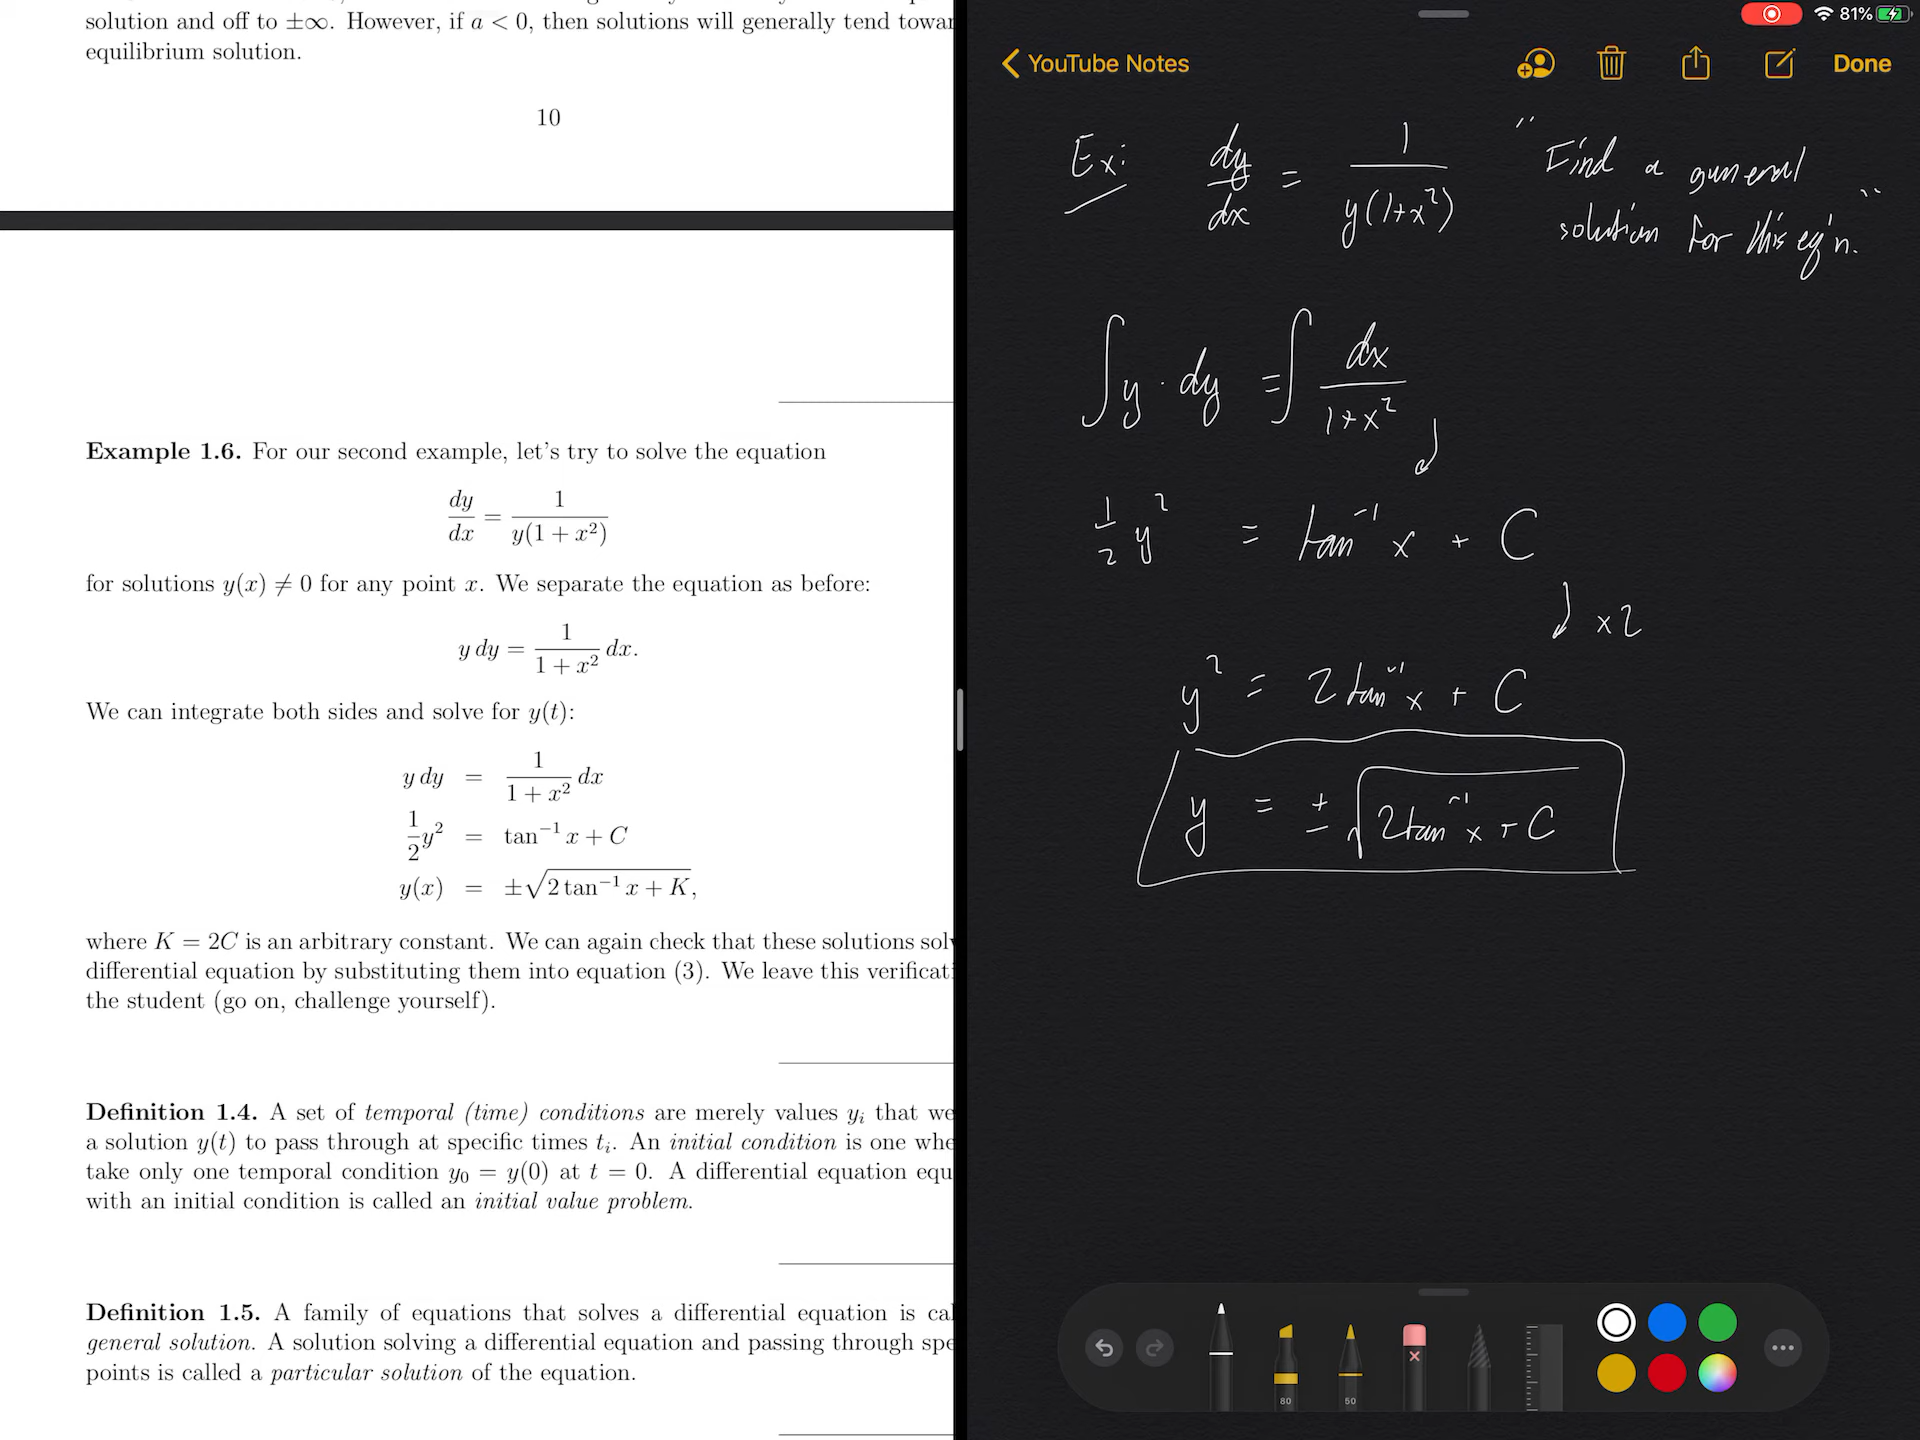 solution and off to ±∞. However, if a < 0, then solutions will generally tend towar
equilibrium solution.
10
Example 1.6. For our second example, let's try to solve the equation
dy/dx = 1/(y(1 + x²))
for solutions y(x) ≠ 0 for any point x. We separate the equation as before:
y dy = 1/(1 + x²) dx.
We can integrate both sides and solve for y(t):
y dy = 1/(1 + x²) dx
1/2 y² = tan⁻¹ x + C
y(x) = ±√(2 tan⁻¹ x + K),
where K = 2C is an arbitrary constant. We can again check that these solutions sol
differential equation by substituting them into equation (3). We leave this verificat
the student (go on, challenge yourself).
Definition 1.4. A set of temporal (time) conditions are merely values yᵢ that we
a solution y(t) to pass through at specific times tᵢ. An initial condition is one whe
take only one temporal condition y₀ = y(0) at t = 0. A differential equation equ
with an initial condition is called an initial value problem.
Definition 1.5. A family of equations that solves a differential equation is cal
general solution. A solution solving a differential equation and passing through spe
points is called a particular solution of the equation.
81%
YouTube Notes
Done
Ex: dy/dx = 1/(y(1+x²)) "Find a general
solution for this eq'n."
∫y · dy = ∫ dx/(1+x²)
1/2 y² = tan⁻¹ x + C
×2
y² = 2tan⁻¹ x + C
y = ±√(2tan⁻¹ x + C)
80
50